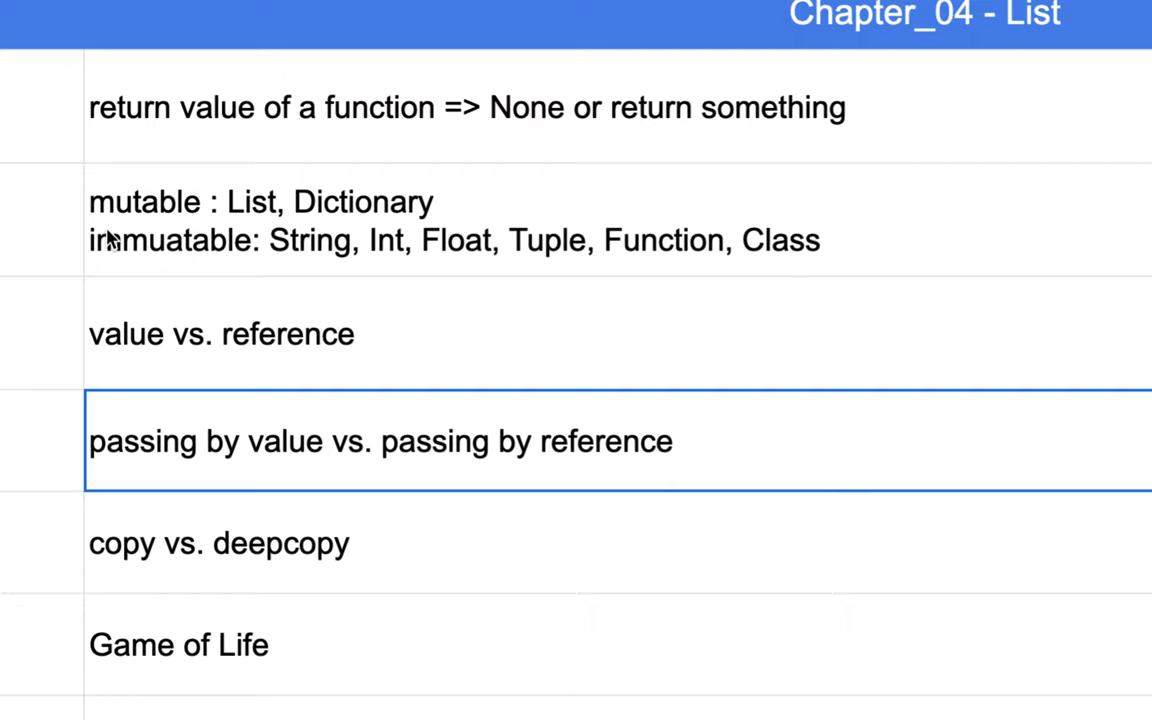 Chapter_04 - List
return value of a function => None or return something
mutable : List, Dictionary
immuatable: String, Int, Float, Tuple, Function, Class
value vs. reference
passing by value vs. passing by reference
copy vs. deepcopy
Game of Life